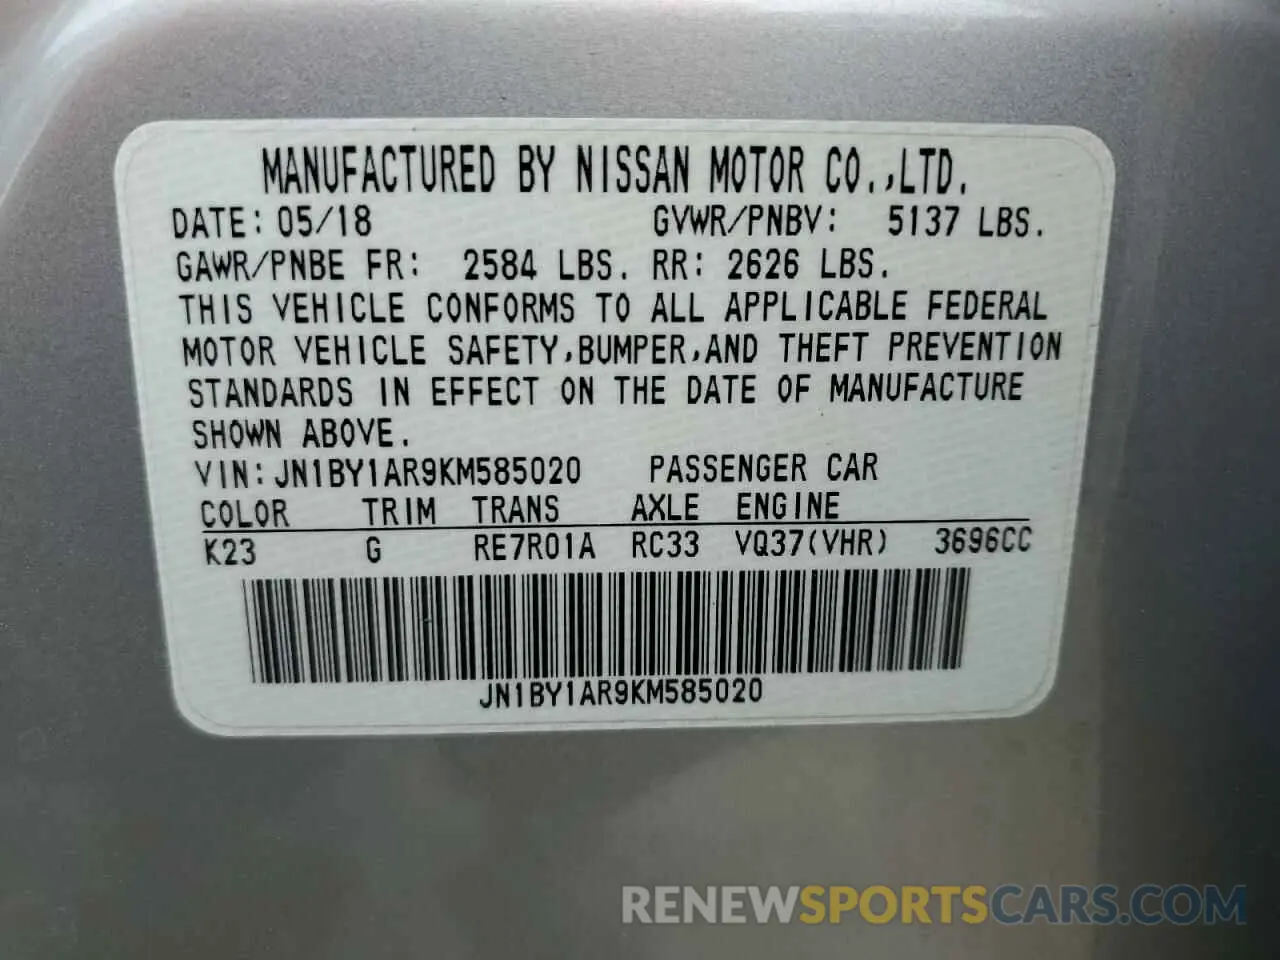 MANUFACTURED BY NISSAN MOTOR CO.,LTD.
DATE: 05/18 GVWR/PNBV: 5137 LBS.
GAWR/PNBE FR: 2584 LBS. RR: 2626 LBS.
THIS VEHICLE CONFORMS TO ALL APPLICABLE FEDERAL
MOTOR VEHICLE SAFETY,BUMPER,AND THEFT PREVENTION
STANDARDS IN EFFECT ON THE DATE OF MANUFACTURE
SHOWN ABOVE.
VIN: JN1BY1AR9KM585020 PASSENGER CAR
COLOR TRIM TRANS AXLE ENGINE
K23 G RE7R01A RC33 VQ37(VHR) 3696CC
JN1BY1AR9KM585020
RENEWSPORTSCARS.COM